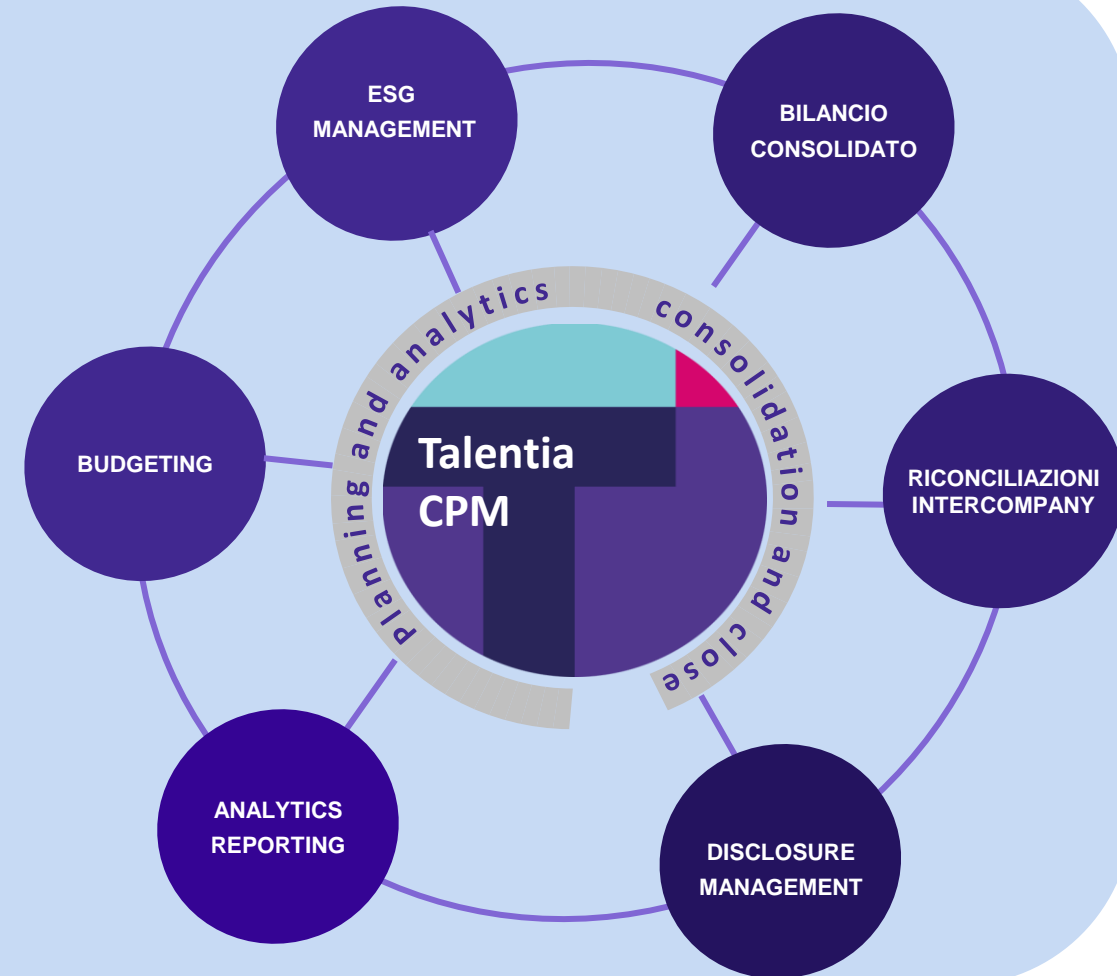 ESG
MANAGEMENT
BILANCIO
CONSOLIDATO
planning and analytics
consolidation and close
Talentia
CPM
BUDGETING
RICONCILIAZIONI
INTERCOMPANY
ANALYTICS
REPORTING
DISCLOSURE
MANAGEMENT